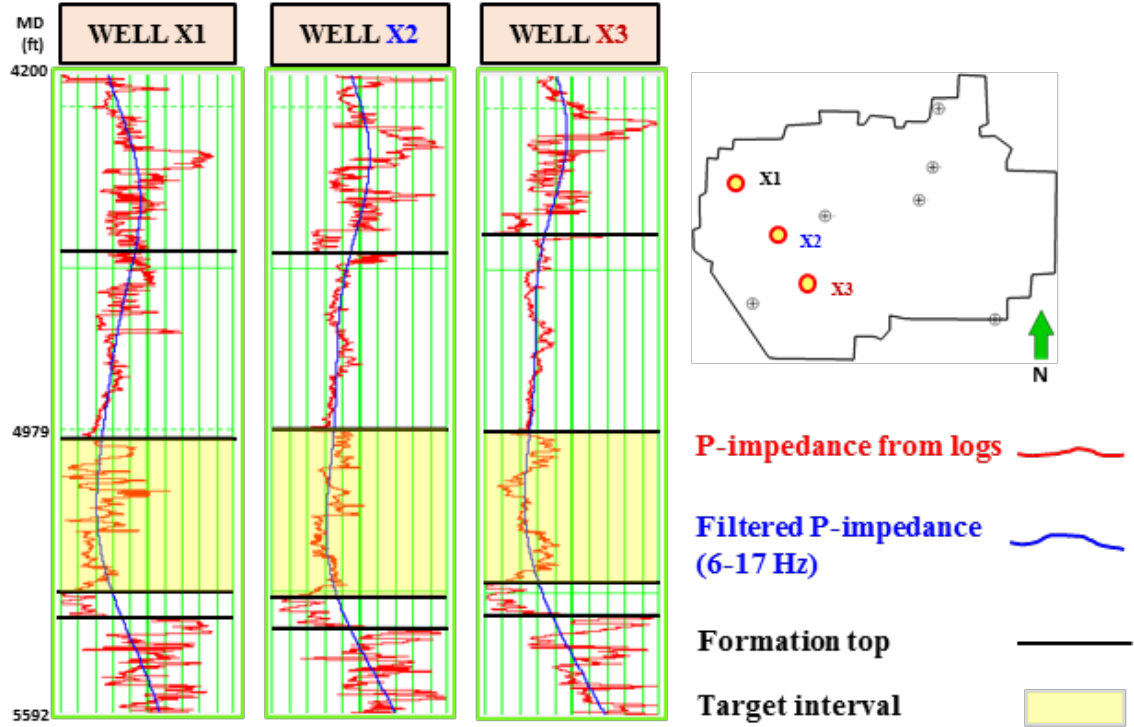 MD
(ft)
WELL X1
WELL X2
WELL X3
4200
4979
5592
X1
X2
X3
N
P-impedance from logs
Filtered P-impedance
(6-17 Hz)
Formation top
Target interval